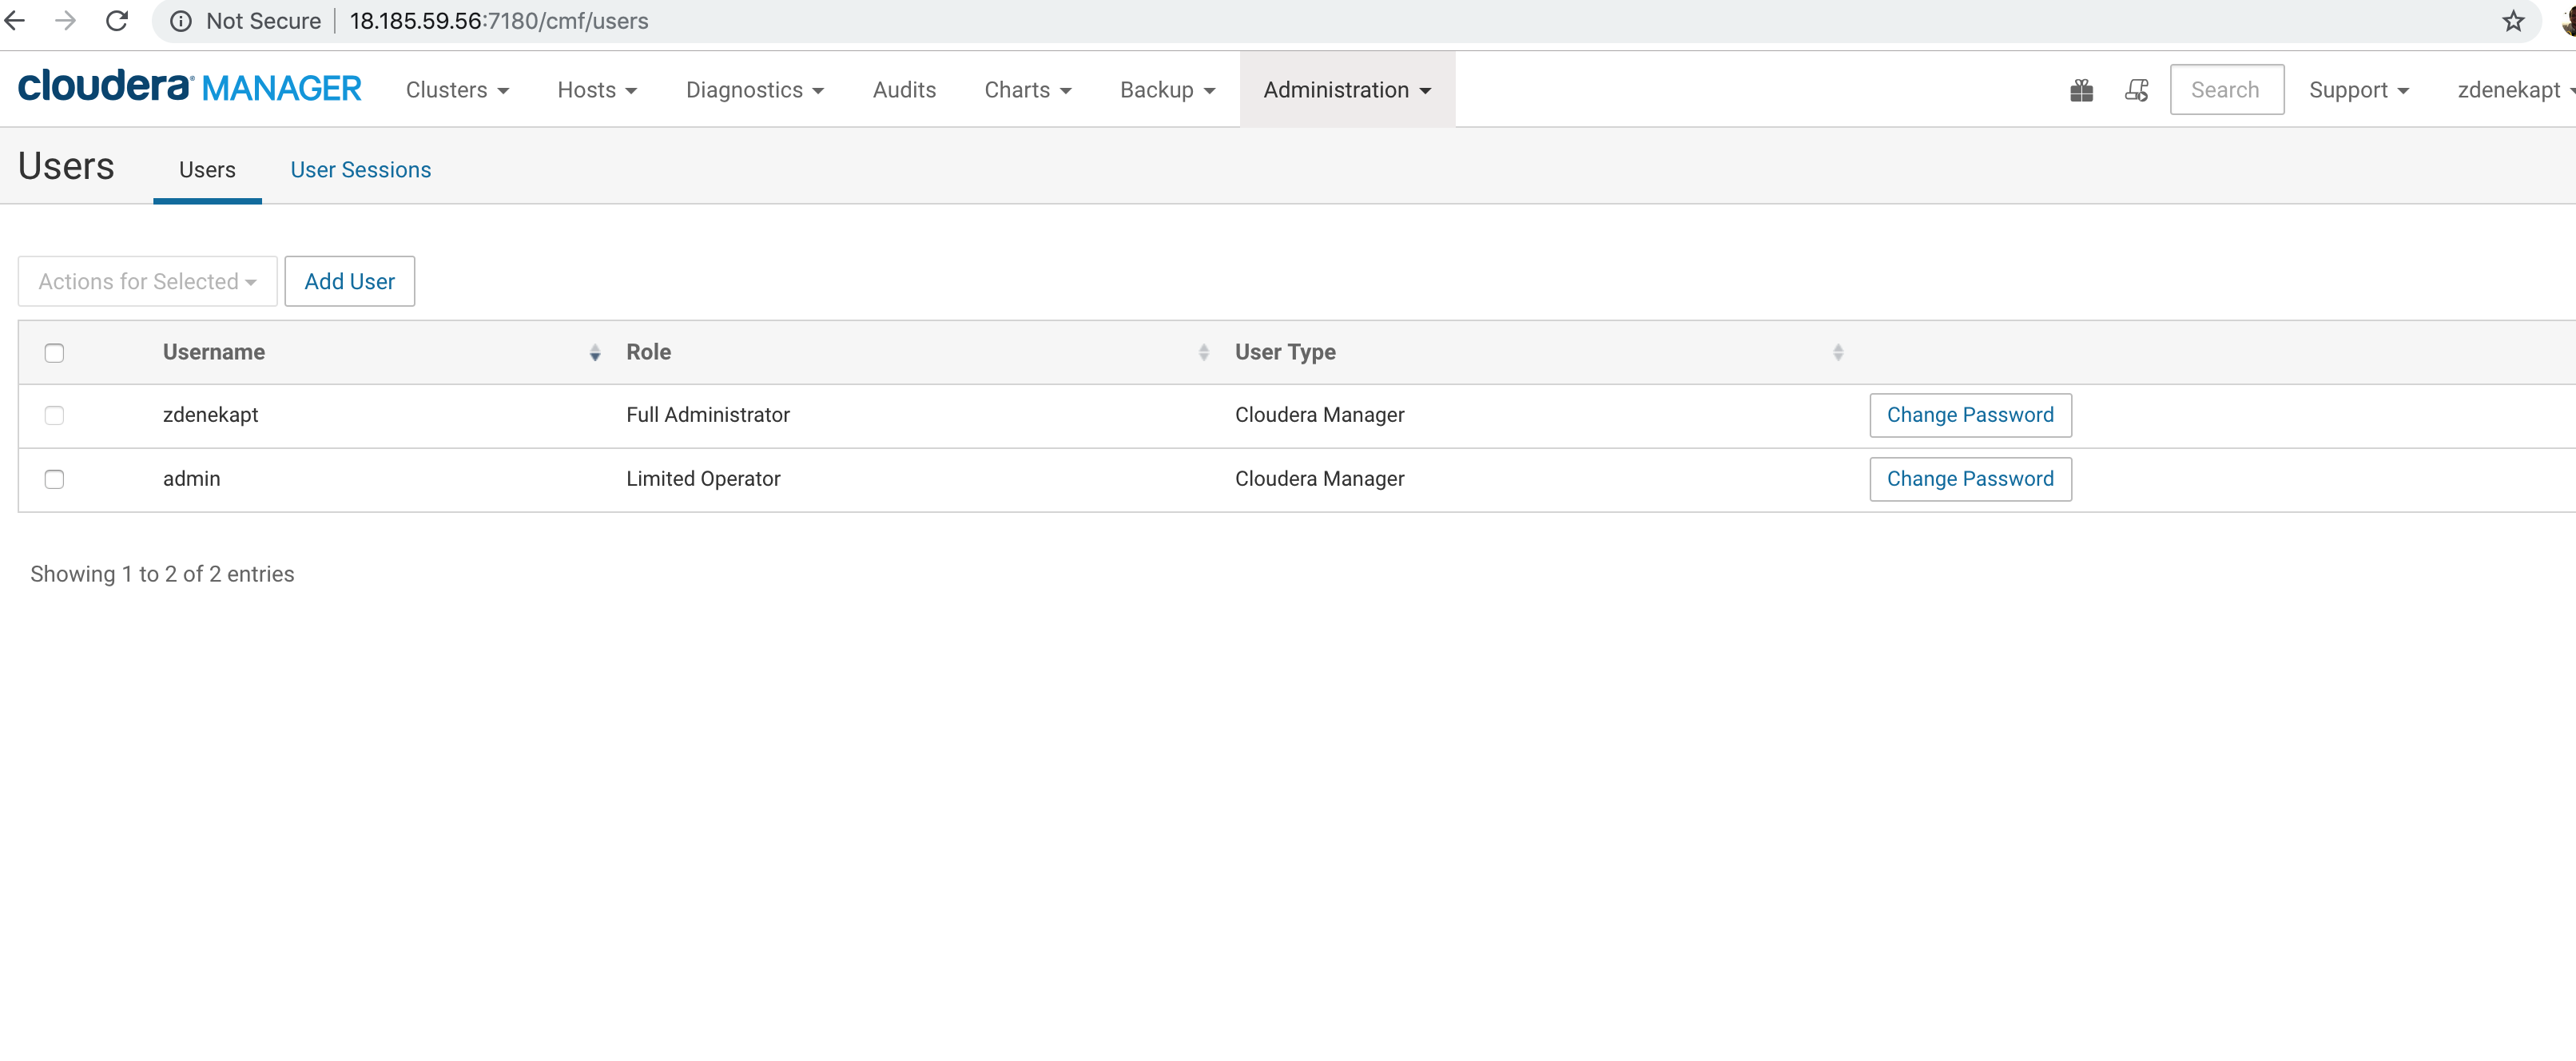 Not Secure 18.185.59.56:7180/cmf/users
cloudera MANAGER Clusters Hosts Diagnostics Audits Charts Backup Administration Search Support zdenekapt
Users Users User Sessions
Actions for Selected Add User
Username Role User Type
zdenekapt Full Administrator Cloudera Manager Change Password
admin Limited Operator Cloudera Manager Change Password
Showing 1 to 2 of 2 entries